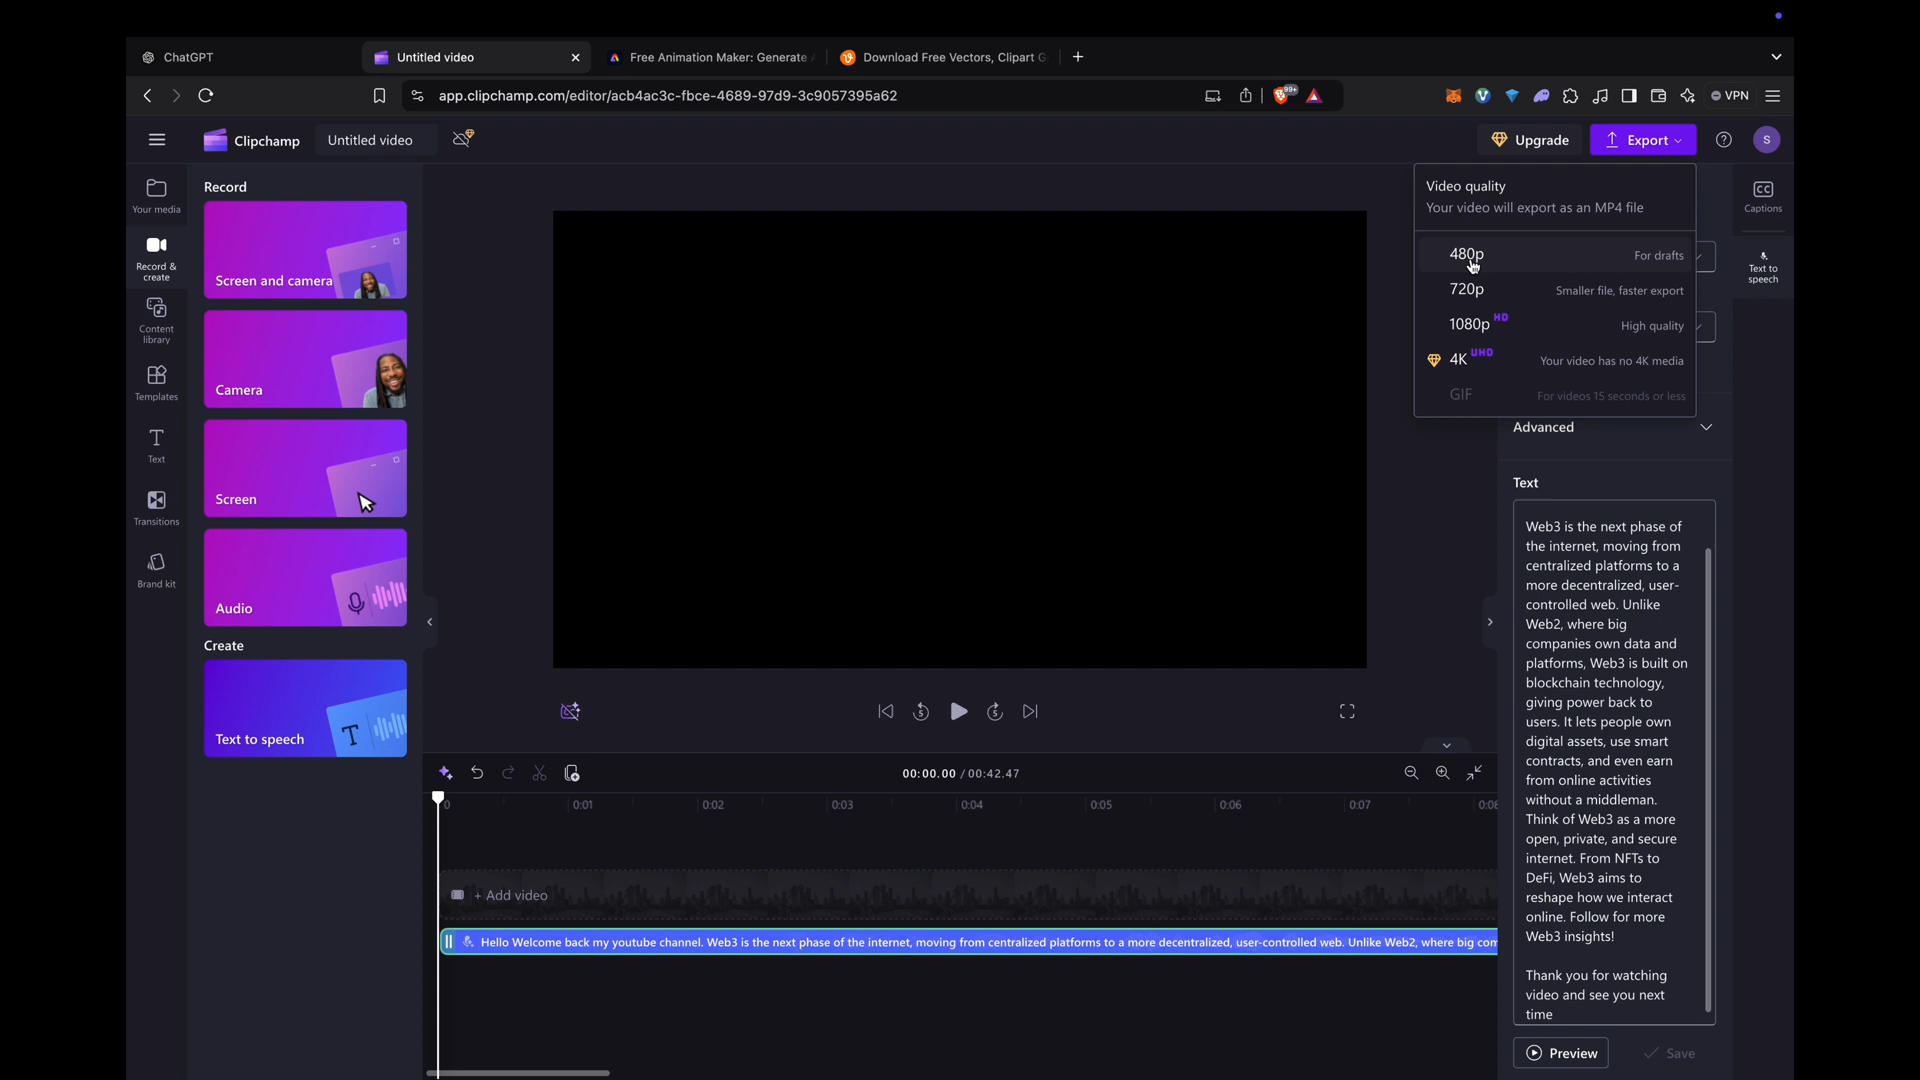 ChatGPT
Untitled video
Free Animation Maker: Generate
Download Free Vectors, Clipart G
app.clipchamp.com/editor/acb4ac3c-fbce-4689-97d9-3c9057395a62
99+
VPN
Clipchamp
Untitled video
Upgrade
Export
S
Your media
Record & create
Content library
Templates
Text
Transitions
Brand kit
Record
Screen and camera
Camera
Screen
Audio
Create
Text to speech
T
Video quality
Your video will export as an MP4 file
480p For drafts
720p Smaller file, faster export
1080p HD High quality
4K UHD Your video has no 4K media
GIF For videos 15 seconds or less
CC
Captions
Text to speech
Advanced
Text
Web3 is the next phase of
the internet, moving from
centralized platforms to a
more decentralized, user-
controlled web. Unlike
Web2, where big
companies own data and
platforms, Web3 is built on
blockchain technology,
giving power back to
users. It lets people own
digital assets, use smart
contracts, and even earn
from online activities
without a middleman.
Think of Web3 as a more
open, private, and secure
internet. From NFTs to
DeFi, Web3 aims to
reshape how we interact
online. Follow for more
Web3 insights!
Thank you for watching
video and see you next
time
Preview
Save
5
5
00:00.00 / 00:42.47
0 0:01 0:02 0:03 0:04 0:05 0:06 0:07 0:08
+ Add video
Hello Welcome back my youtube channel. Web3 is the next phase of the internet, moving from centralized platforms to a more decentralized, user-controlled web. Unlike Web2, where big com